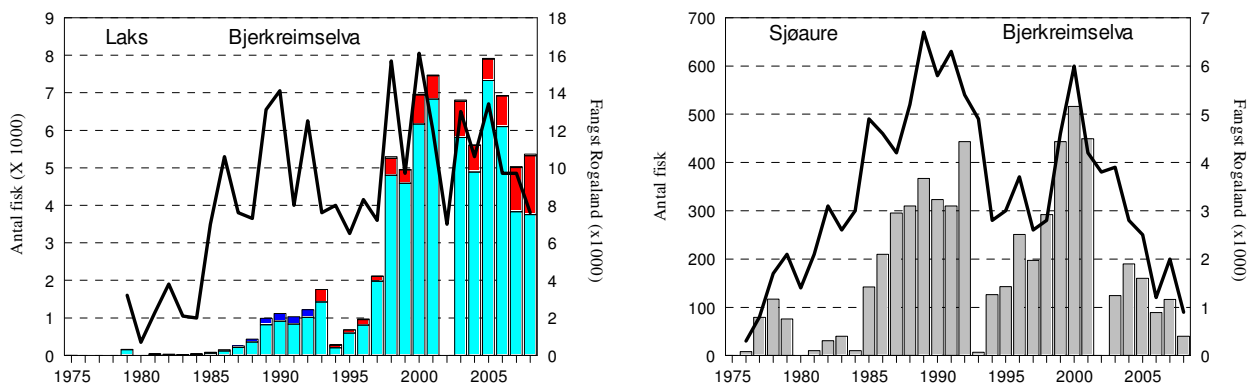 Laks Bjerkreimselva
9 8 7 6 5 4 3 2 1 0
Antal fisk (X 1000)
18 16 14 12 10 8 6 4 2 0
Fangst Rogaland (x1000)
1975 1980 1985 1990 1995 2000 2005
Sjøaure Bjerkreimselva
700 600 500 400 300 200 100 0
Antal fisk
7 6 5 4 3 2 1 0
Fangst Rogaland (x1000)
1975 1980 1985 1990 1995 2000 2005